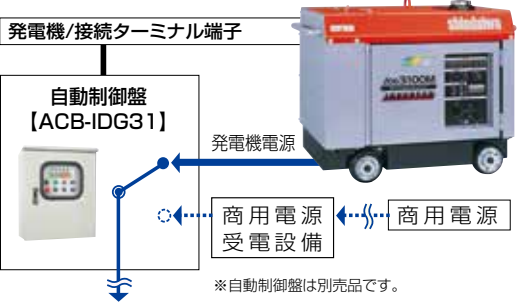 発電機/接続ターミナル端子
shindaiwa
自動制御盤
【ACB-IDG31】
発電機電源
商用電源
受電設備
商用電源
※自動制御盤は別売品です。